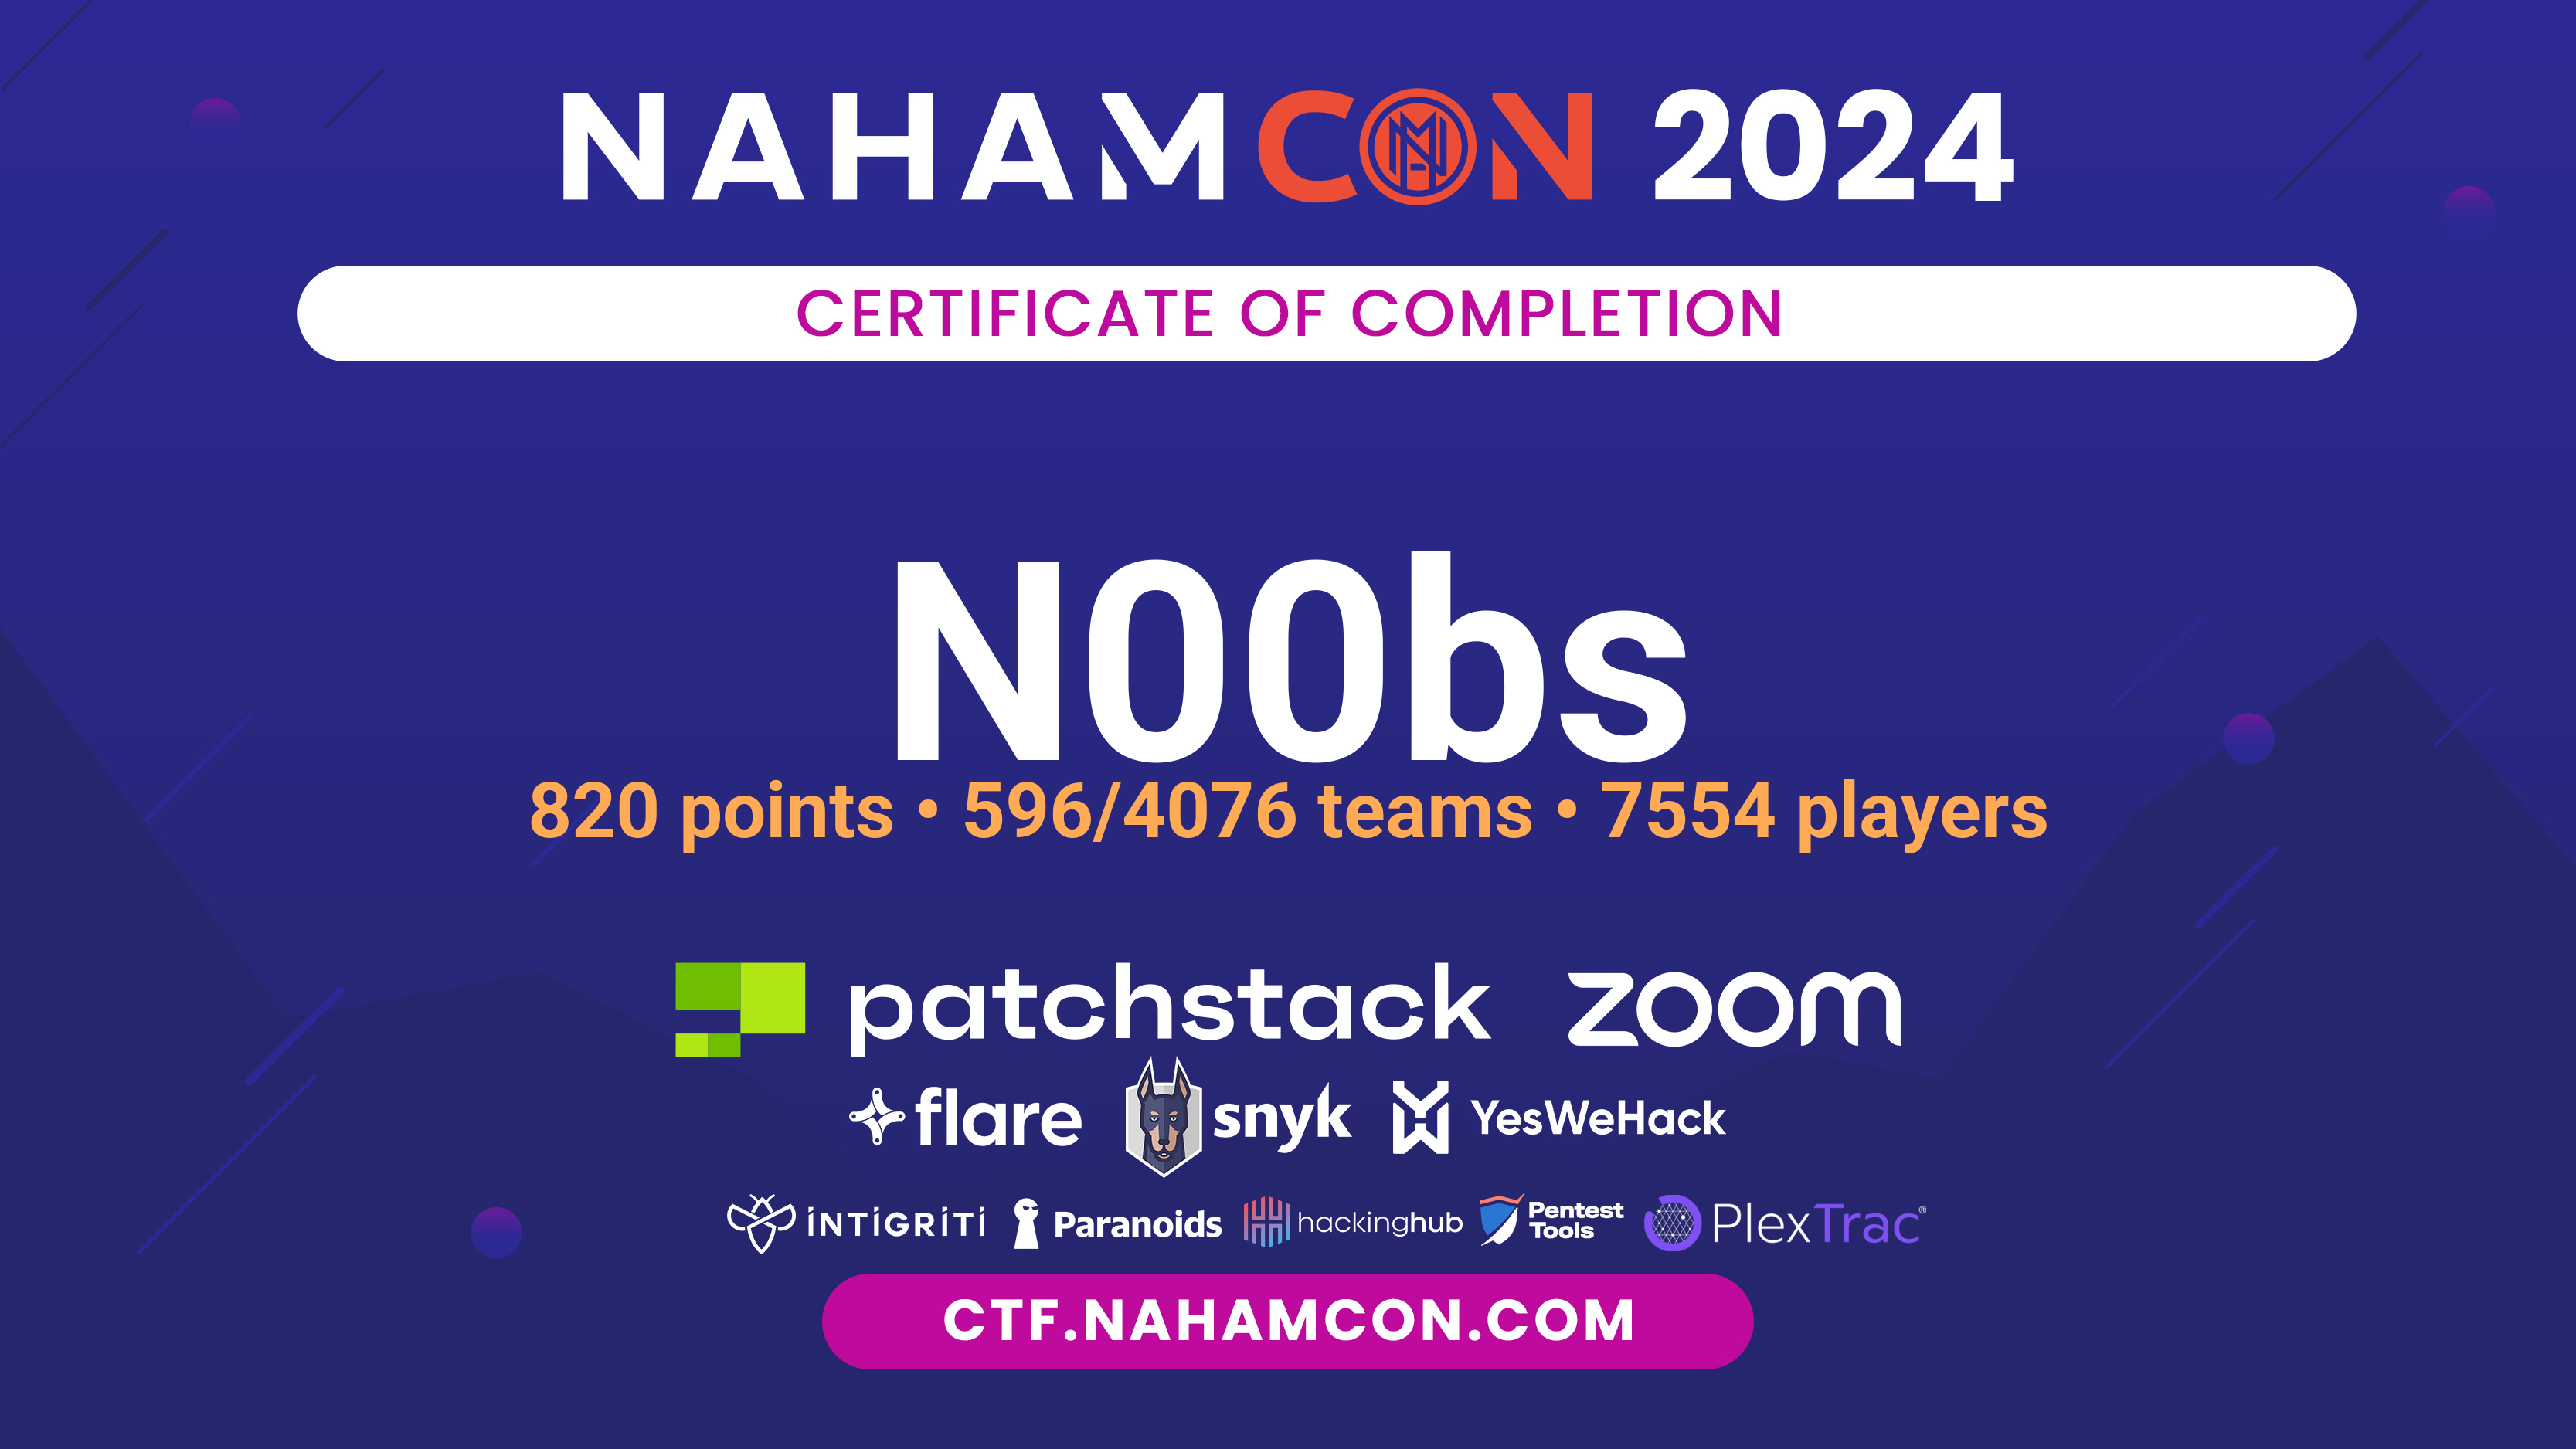 NAHAMCON 2024
CERTIFICATE OF COMPLETION
N00bs
820 points • 596/4076 teams • 7554 players
patchstack zoom
flare snyk YesWeHack
INTIGRITI Paranoids hackinghub Pentest Tools PlexTrac®
CTF.NAHAMCON.COM